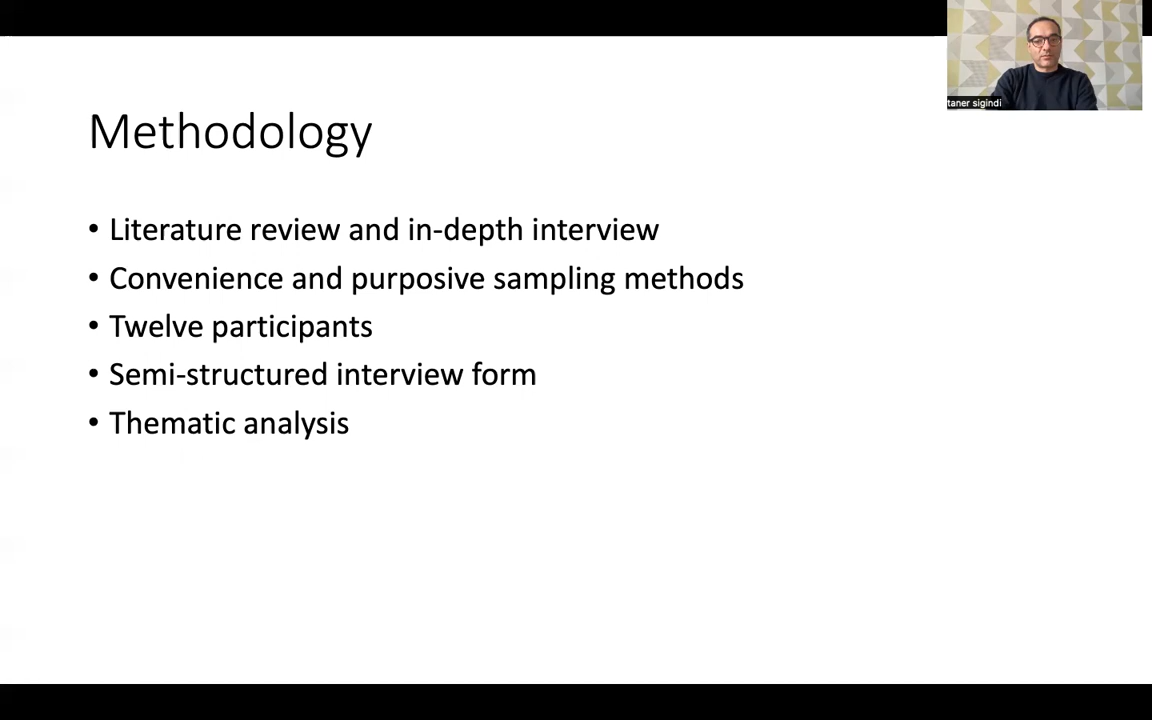 taner sigindi
Methodology
• Literature review and in-depth interview
• Convenience and purposive sampling methods
• Twelve participants
• Semi-structured interview form
• Thematic analysis